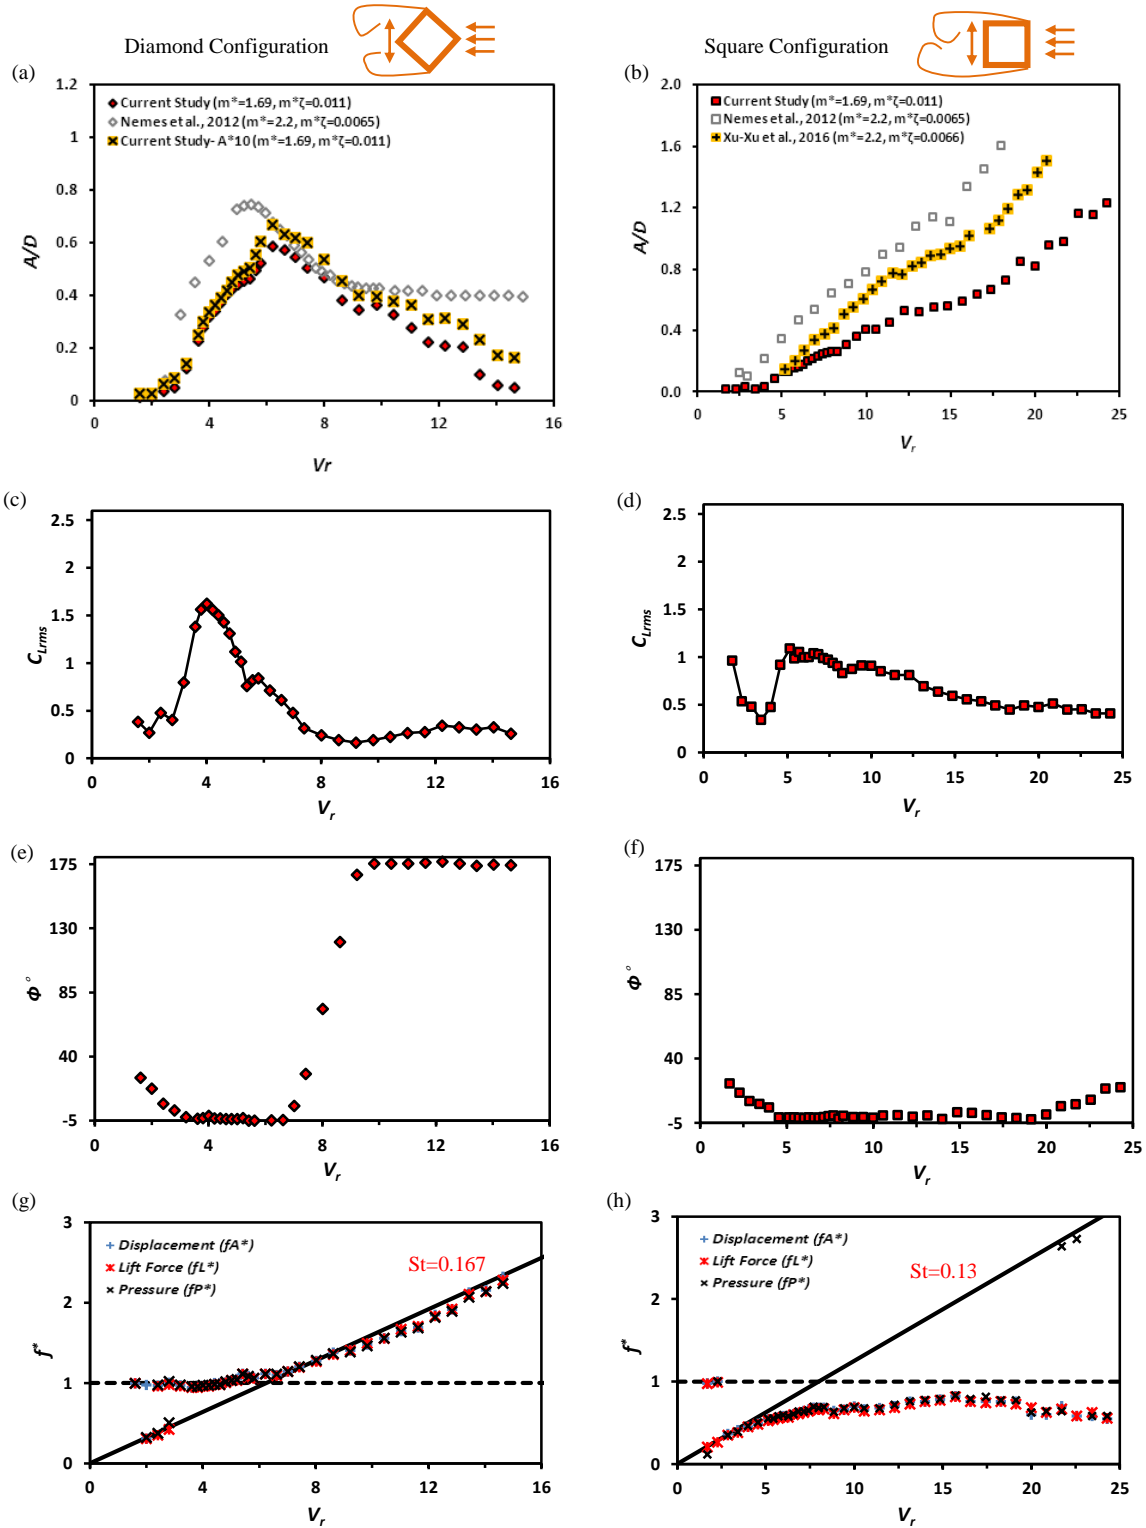 Diamond Configuration
Square Configuration
(a)
1.2
1
0.8
0.6
0.4
0.2
0
A/D
Current Study (m*=1.69, m*ζ=0.011)
Nemes et al., 2012 (m*=2.2, m*ζ=0.0065)
Current Study- A*10 (m*=1.69, m*ζ=0.011)
0 4 8 12 16
Vr
(b)
2.0
1.6
1.2
0.8
0.4
0.0
A/D
Current Study (m*=1.69, m*ζ=0.011)
Nemes et al., 2012 (m*=2.2, m*ζ=0.0065)
Xu-Xu et al., 2016 (m*=2.2, m*ζ=0.0066)
0 5 10 15 20 25
Vr
(c)
2.5
2
1.5
1
0.5
0
CLrms
0 4 8 12 16
Vr
(d)
2.5
2
1.5
1
0.5
0
CLrms
0 5 10 15 20 25
Vr
(e)
175
130
85
40
-5
Φ°
0 4 8 12 16
Vr
(f)
175
130
85
40
-5
Φ°
0 5 10 15 20 25
Vr
(g)
3
2
1
0
f*
Displacement (fA*)
Lift Force (fL*)
Pressure (fP*)
St=0.167
0 4 8 12 16
Vr
(h)
3
2
1
0
f*
Displacement (fA*)
Lift Force (fL*)
Pressure (fP*)
St=0.13
0 5 10 15 20 25
Vr